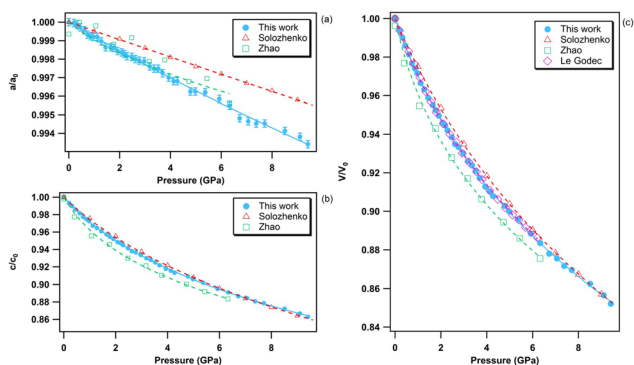 (a)
This work
Solozhenko
Zhao
a/a0
1.000
0.999
0.998
0.997
0.996
0.995
0.994
0
2
4
6
8
Pressure (GPa)
(b)
This work
Solozhenko
Zhao
c/c0
1.00
0.98
0.96
0.94
0.92
0.90
0.88
0.86
0
2
4
6
8
Pressure (GPa)
(c)
This work
Solozhenko
Zhao
Le Godec
V/V0
1.00
0.98
0.96
0.94
0.92
0.90
0.88
0.86
0.84
0
2
4
6
8
Pressure (GPa)